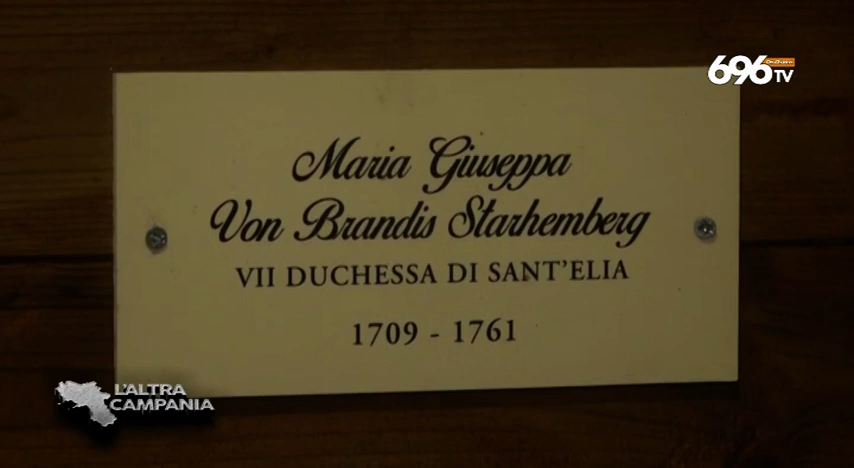 696
TV
Maria Giuseppa
Von Brandis Starhemberg
VII DUCHESSA DI SANT'ELIA
1709 - 1761
L'ALTRA
CAMPANIA